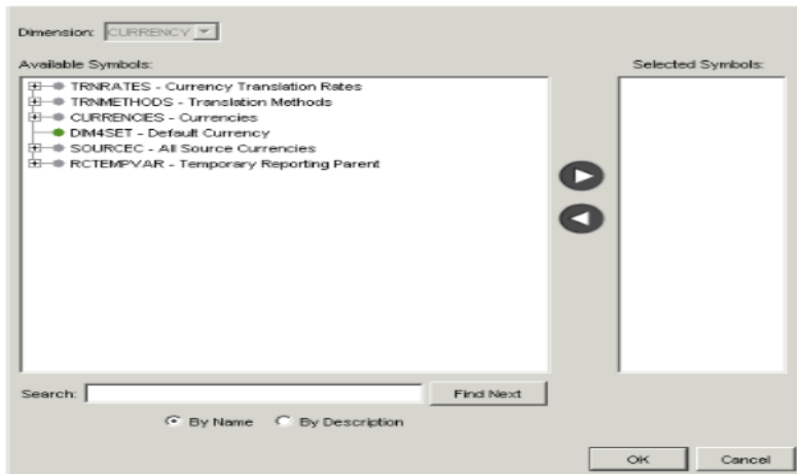 Dimension: CURRENCY
Available Symbols:
Selected Symbols:
TRNRATES - Currency Translation Rates
TRNMETHODS - Translation Methods
CURRENCIES - Currencies
DIM4SET - Default Currency
SOURCEC - All Source Currencies
RCTEMPVAR - Temporary Reporting Parent
Search:
Find Next
By Name
By Description
OK
Cancel